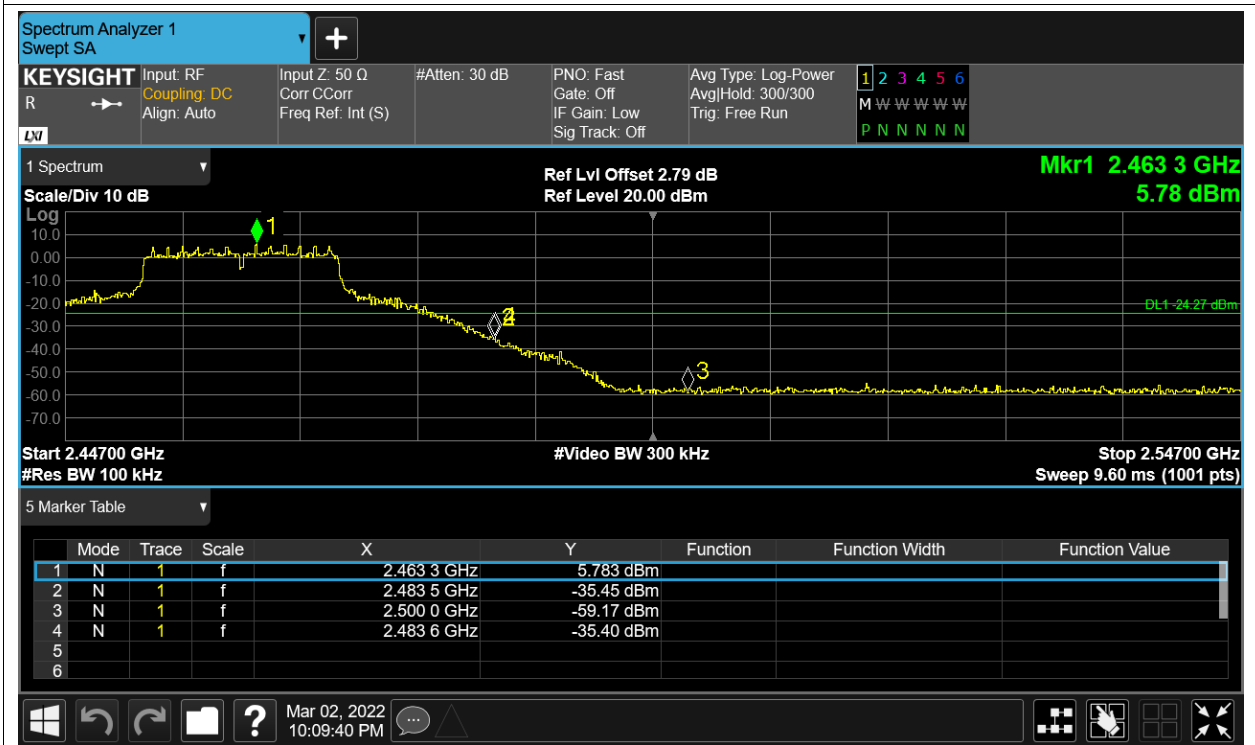 Spectrum Analyzer 1
Swept SA
KEYSIGHT Input: RF Input Z: 50 Ω #Atten: 30 dB PNO: Fast Avg Type: Log-Power 1 2 3 4 5 6
R Coupling: DC Corr CCorr Gate: Off Avg|Hold: 300/300 M W W W W W
Align: Auto Freq Ref: Int (S) IF Gain: Low Trig: Free Run
LXI Sig Track: Off P N N N N N
1 Spectrum Ref Lvl Offset 2.79 dB Mkr1 2.463 3 GHz
Scale/Div 10 dB Ref Level 20.00 dBm 5.78 dBm
Log
1
10.0
0.00
-10.0
-20.0
DL1 -24.27 dBm
-30.0
-40.0
3
-50.0
-60.0
-70.0
Start 2.44700 GHz #Video BW 300 kHz Stop 2.54700 GHz
#Res BW 100 kHz Sweep 9.60 ms (1001 pts)
5 Marker Table
Mode Trace Scale X Y Function Function Width Function Value
1 N 1 f 2.463 3 GHz 5.783 dBm
2 N 1 f 2.483 5 GHz -35.45 dBm
3 N 1 f 2.500 0 GHz -59.17 dBm
4 N 1 f 2.483 6 GHz -35.40 dBm
5
6
? Mar 02, 2022
10:09:40 PM